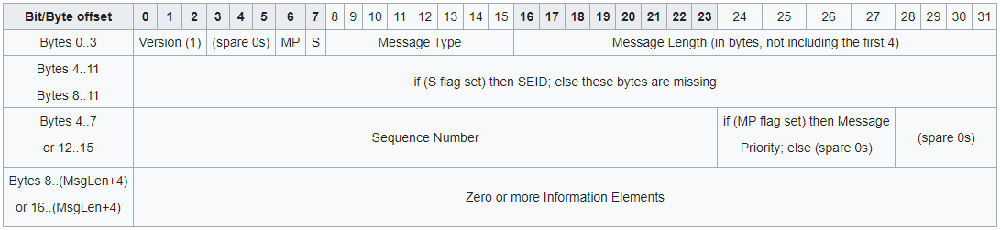 Bit/Byte offset 0 1 2 3 4 5 6 7 8 9 10 11 12 13 14 15 16 17 18 19 20 21 22 23 24 25 26 27 28 29 30 31
Bytes 0..3 Version (1) (spare 0s) MP S Message Type Message Length (in bytes, not including the first 4)
Bytes 4..11
if (S flag set) then SEID; else these bytes are missing
Bytes 8..11
Bytes 4..7
or 12..15
Sequence Number
if (MP flag set) then Message
Priority; else (spare 0s)
(spare 0s)
Bytes 8..(MsgLen+4)
or 16..(MsgLen+4)
Zero or more Information Elements